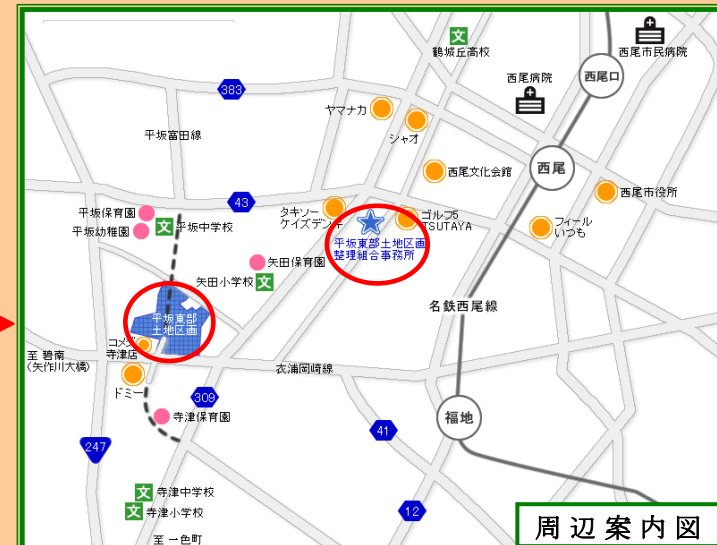 鶴城丘高校
西尾市民病院
西尾病院
西尾口
383
ヤマナカ
シャオ
平坂富田線
西尾文化会館
西尾
西尾市役所
43
平坂保育園
平坂幼稚園
平坂中学校
タキソー
ケイズデンキ
ゴルフ5
TSUTAYA
フィール
いつも
平坂東部土地区画
整理組合事務所
矢田保育園
矢田小学校
名鉄西尾線
平坂東部
土地区画
コメダ
寺津店
至 碧南
(矢作川大橋)
衣浦岡崎線
ドミー
309
寺津保育園
福地
41
247
寺津中学校
寺津小学校
12
至 一色町
周辺案内図
文
文
文
文
文